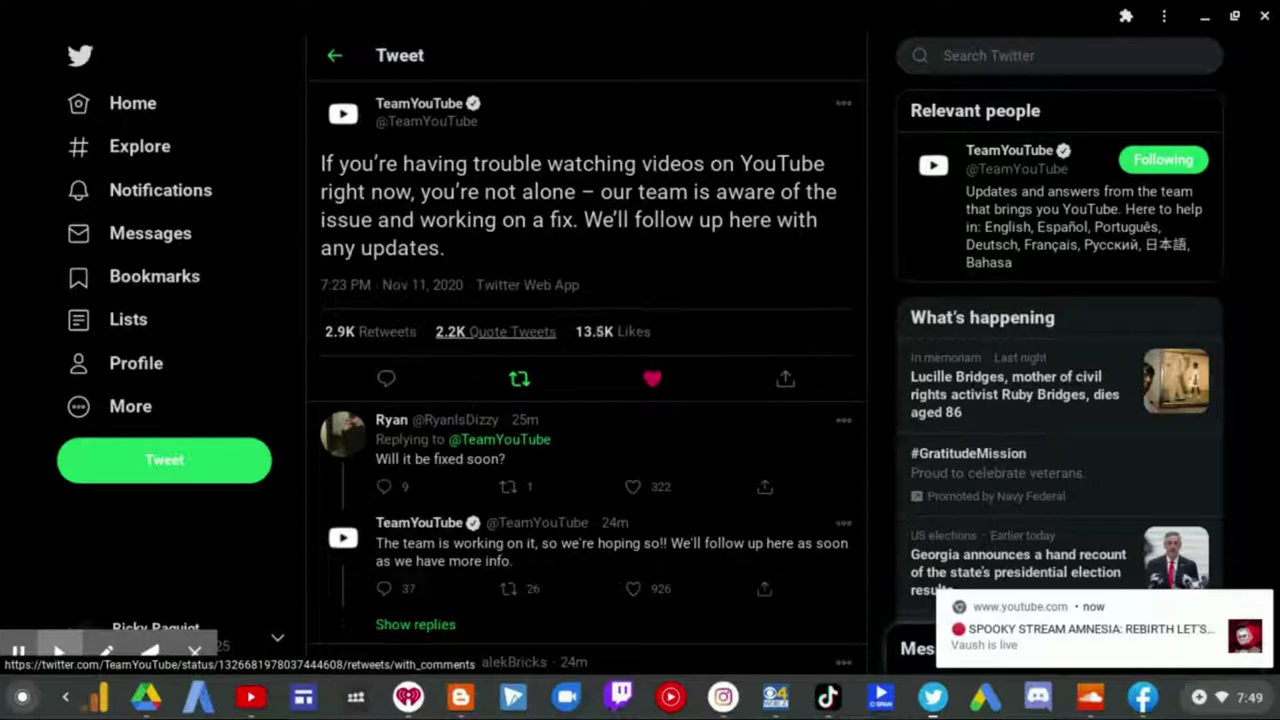 Tweet
Search Twitter
Home
Explore
Notifications
Messages
Bookmarks
Lists
Profile
More
Tweet
TeamYouTube
@TeamYouTube
If you're having trouble watching videos on YouTube
right now, you're not alone – our team is aware of the
issue and working on a fix. We'll follow up here with
any updates.
7:23 PM · Nov 11, 2020 · Twitter Web App
2.9K Retweets 2.2K Quote Tweets 13.5K Likes
Ryan @RyanIsDizzy · 25m
Replying to @TeamYouTube
Will it be fixed soon?
9 1 322
TeamYouTube @TeamYouTube · 24m
The team is working on it, so we're hoping so!! We'll follow up here as soon
as we have more info.
37 26 926
Show replies
alekBricks · 24m
Relevant people
TeamYouTube
@TeamYouTube
Following
Updates and answers from the team
that brings you YouTube. Here to help
in: English, Español, Português,
Deutsch, Français, Русский, 日本語,
Bahasa
What's happening
In memoriam · Last night
Lucille Bridges, mother of civil
rights activist Ruby Bridges, dies
aged 86
#GratitudeMission
Proud to celebrate veterans.
Promoted by Navy Federal
US elections · Earlier today
Georgia announces a hand recount
of the state's presidential election
results
www.youtube.com • now
SPOOKY STREAM AMNESIA: REBIRTH LET'S...
Vaush is live
Mes
Ricky Paquiot
25
https://twitter.com/TeamYouTube/status/1326681978037444608/retweets/with_comments
C-SPAN
7:49